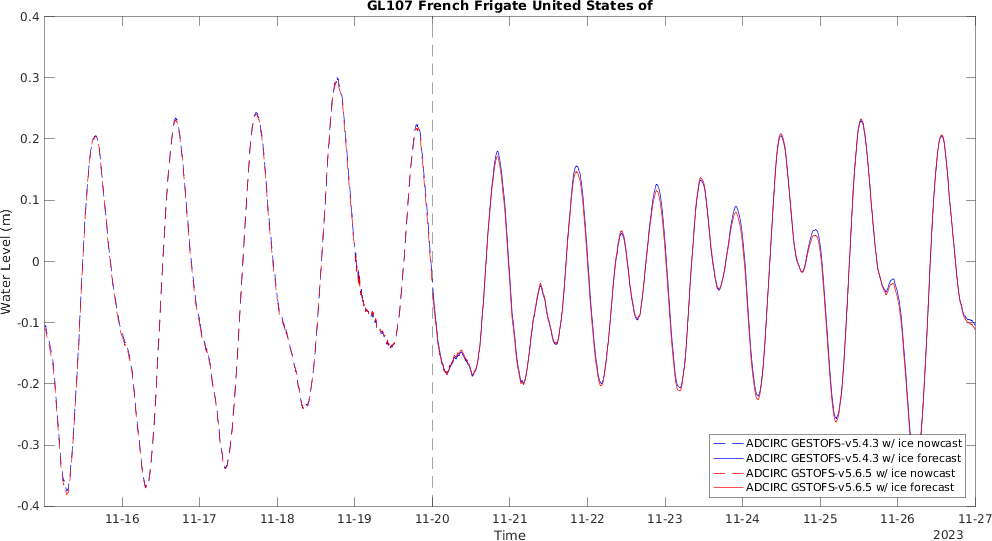 GL107 French Frigate United States of
0.4
0.3
0.2
0.1
0
-0.1
-0.2
-0.3
-0.4
Water Level (m)
ADCIRC GESTOFS-v5.4.3 w/ ice nowcast
ADCIRC GESTOFS-v5.4.3 w/ ice forecast
ADCIRC GSTOFS-v5.6.5 w/ ice nowcast
ADCIRC GSTOFS-v5.6.5 w/ ice forecast
11-16 11-17 11-18 11-19 11-20 11-21 11-22 11-23 11-24 11-25 11-26 11-27
Time
2023